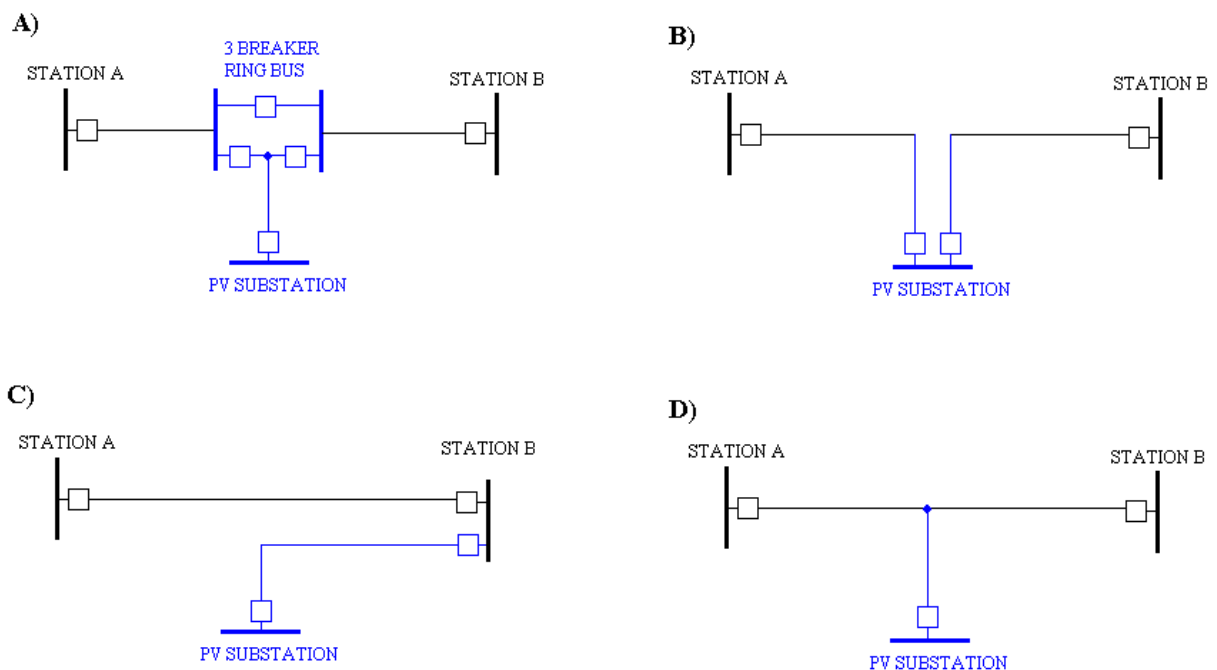 A)
3 BREAKER
RING BUS
STATION A
STATION B
PV SUBSTATION
B)
STATION A
STATION B
PV SUBSTATION
C)
STATION A
STATION B
PV SUBSTATION
D)
STATION A
STATION B
PV SUBSTATION